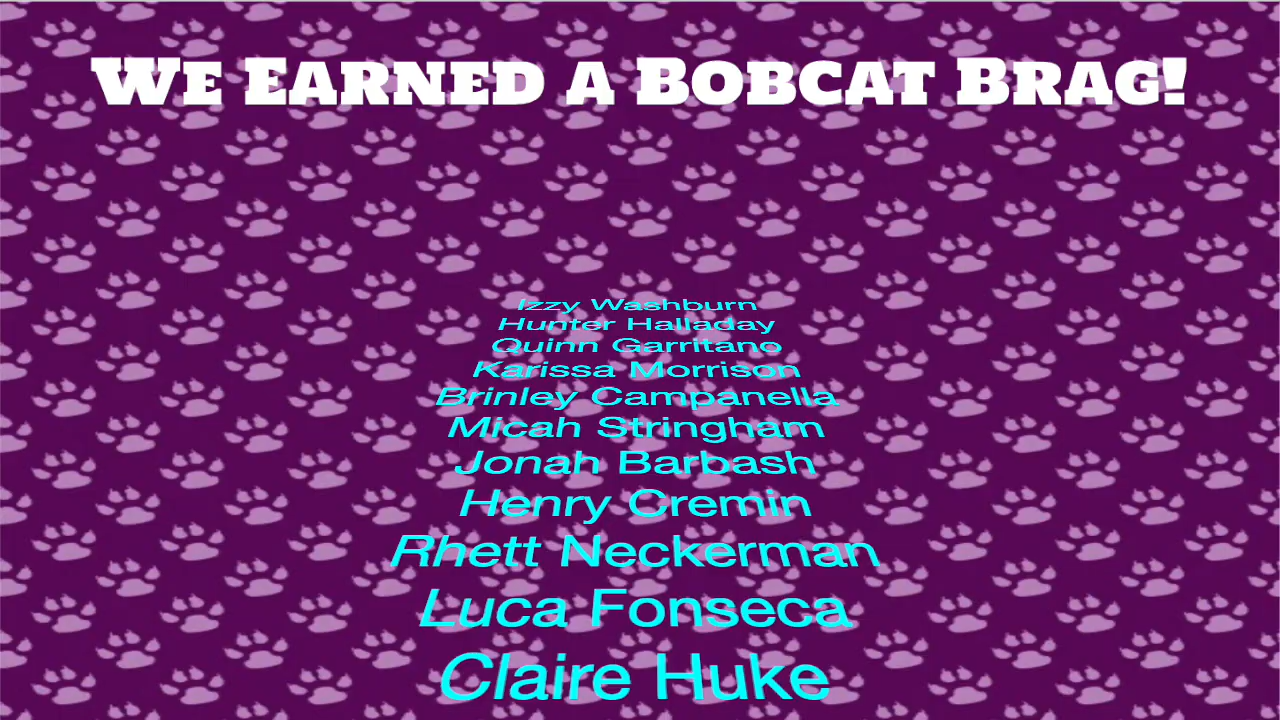 We Earned a Bobcat Brag!
Izzy Washburn
Hunter Halladay
Quinn Garritano
Karissa Morrison
Brinley Campanella
Micah Stringham
Jonah Barbash
Henry Cremin
Rhett Neckerman
Luca Fonseca
Claire Huke